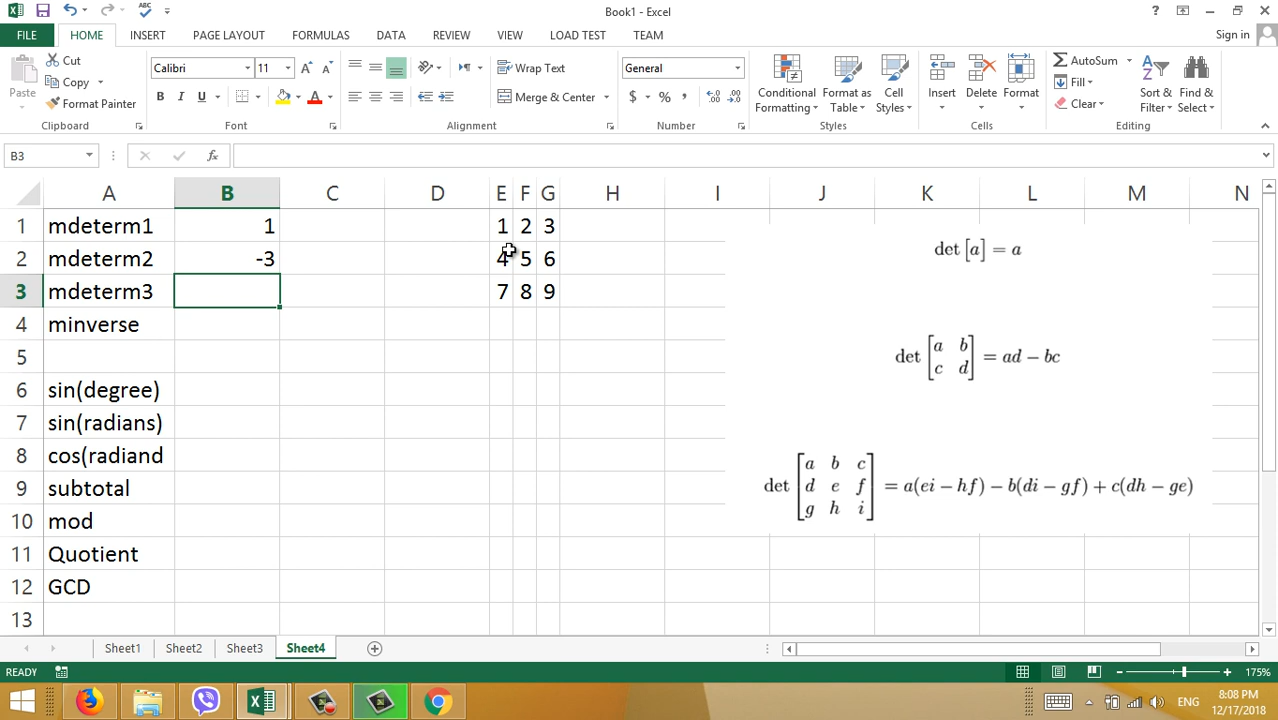 Book1 - Excel
FILE HOME INSERT PAGE LAYOUT FORMULAS DATA REVIEW VIEW LOAD TEST TEAM Sign in
Cut
Copy
Format Painter
Paste
Clipboard
Calibri 11
B I U
Font
Wrap Text
Merge & Center
Alignment
General
$ % ,
Number
Conditional Formatting
Format as Table
Cell Styles
Styles
Insert Delete Format
Cells
AutoSum
Fill
Clear
Sort & Filter
Find & Select
Editing
B3 fx
A B C D E F G H I J K L M N
1 mdeterm1 1 1 2 3
2 mdeterm2 -3 4 5 6
3 mdeterm3 7 8 9
4 minverse
5
6 sin(degree)
7 sin(radians)
8 cos(radiand
9 subtotal
10 mod
11 Quotient
12 GCD
13
det [a] = a
det [a b c d] = ad − bc
det [a b c d e f g h i] = a(ei − hf) − b(di − gf) + c(dh − ge)
Sheet1 Sheet2 Sheet3 Sheet4
READY 175%
ENG 8:08 PM
12/17/2018